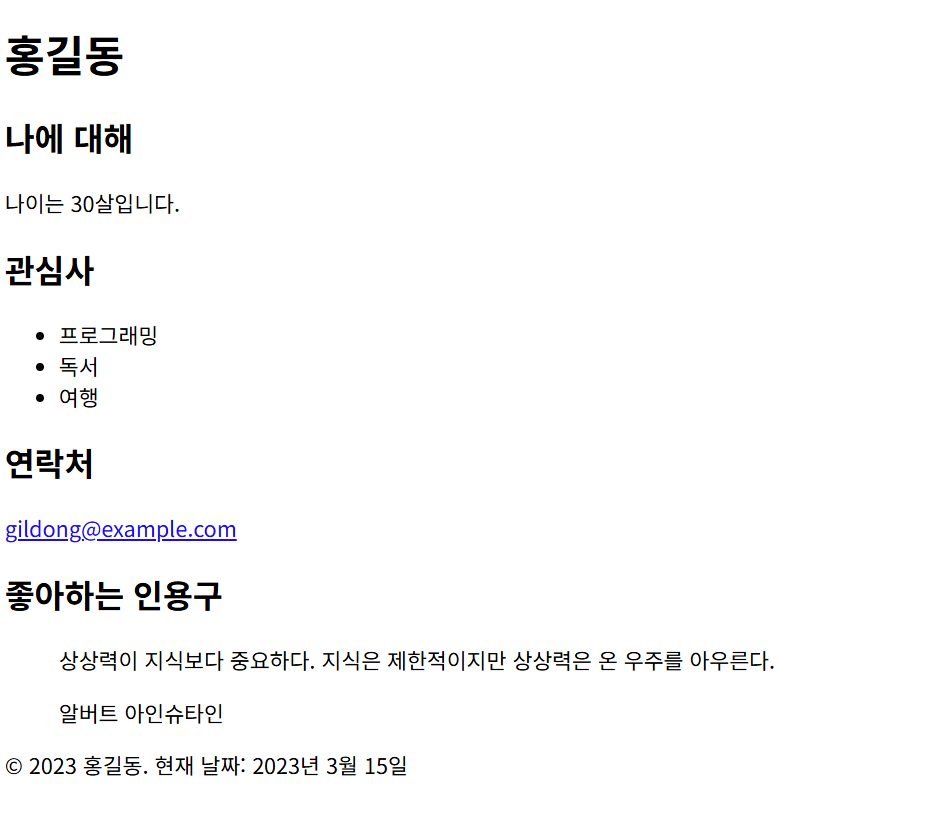 홍길동
나에 대해
나이는 30살입니다.
관심사
프로그래밍
독서
여행
연락처
gildong@example.com
좋아하는 인용구
상상력이 지식보다 중요하다. 지식은 제한적이지만 상상력은 온 우주를 아우른다.
알버트 아인슈타인
© 2023 홍길동. 현재 날짜: 2023년 3월 15일